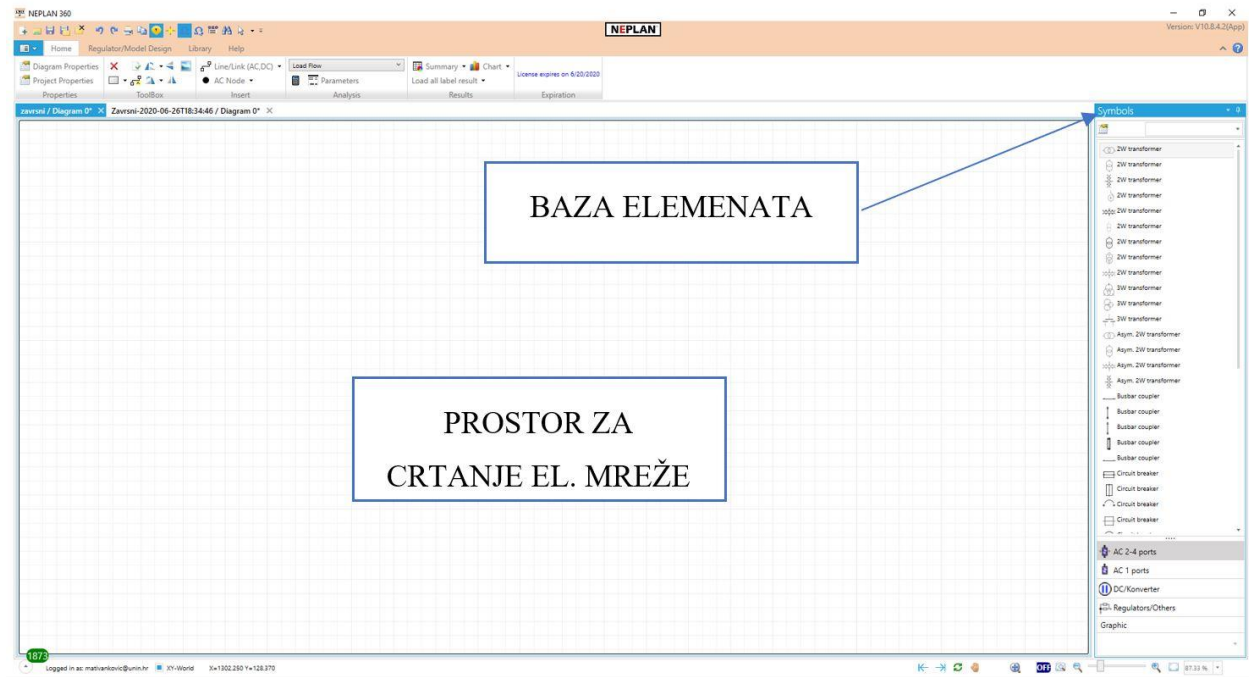 NEPLAN 360
NEPLAN
Version: V10.8.4.2(App)
Home Regulator/Model Design Library Help
Diagram Properties Line/Link (AC,DC) Load Flow Summary Chart
License expires on 6/20/2020
Project Properties AC Node Parameters Load all label result
Properties ToolBox Insert Analysis Results Expiration
zavrsni / Diagram 0* Zavrsni-2020-06-26T18:34:46 / Diagram 0*
Symbols
2W transformer
2W transformer
2W transformer
2W transformer
2W transformer
2W transformer
2W transformer
2W transformer
2W transformer
3W transformer
3W transformer
3W transformer
Asym. 2W transformer
Asym. 2W transformer
Asym. 2W transformer
Asym. 2W transformer
Busbar coupler
Busbar coupler
Busbar coupler
Busbar coupler
Busbar coupler
Circuit breaker
Circuit breaker
Circuit breaker
Circuit breaker
AC 2-4 ports
AC 1 ports
DC/Konverter
Regulators/Others
Graphic
BAZA ELEMENATA
PROSTOR ZA
CRTANJE EL. MREŽE
1873
Logged in as: mativankovic@unin.hr XY-World X=1302.250 Y=128.370
OFF
87.33 %